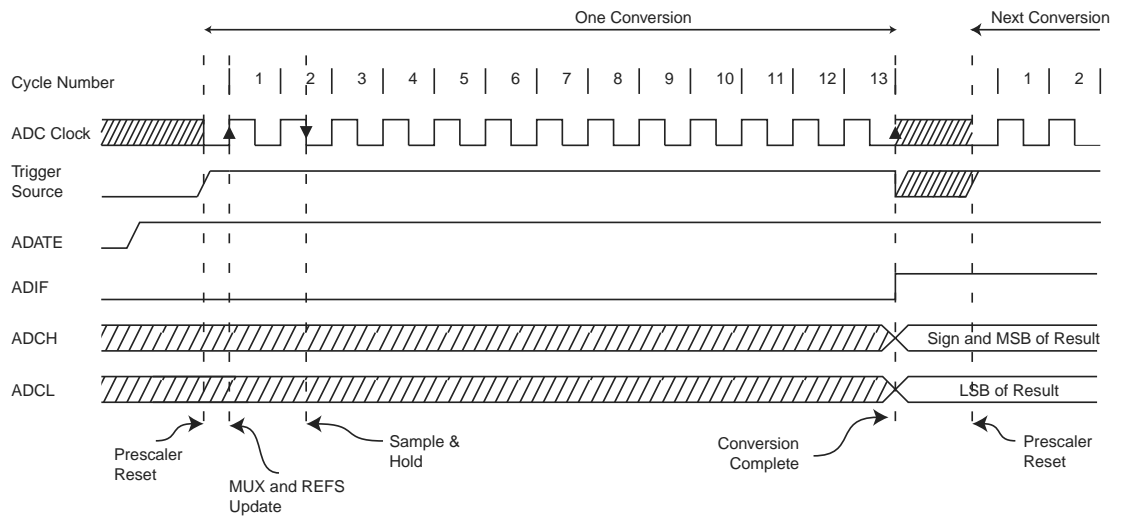 One Conversion Next Conversion
Cycle Number 1 2 3 4 5 6 7 8 9 10 11 12 13 1 2
ADC Clock
Trigger
Source
ADATE
ADIF
ADCH Sign and MSB of Result
ADCL LSB of Result
Prescaler
Reset
MUX and REFS
Update
Sample &
Hold
Conversion
Complete
Prescaler
Reset